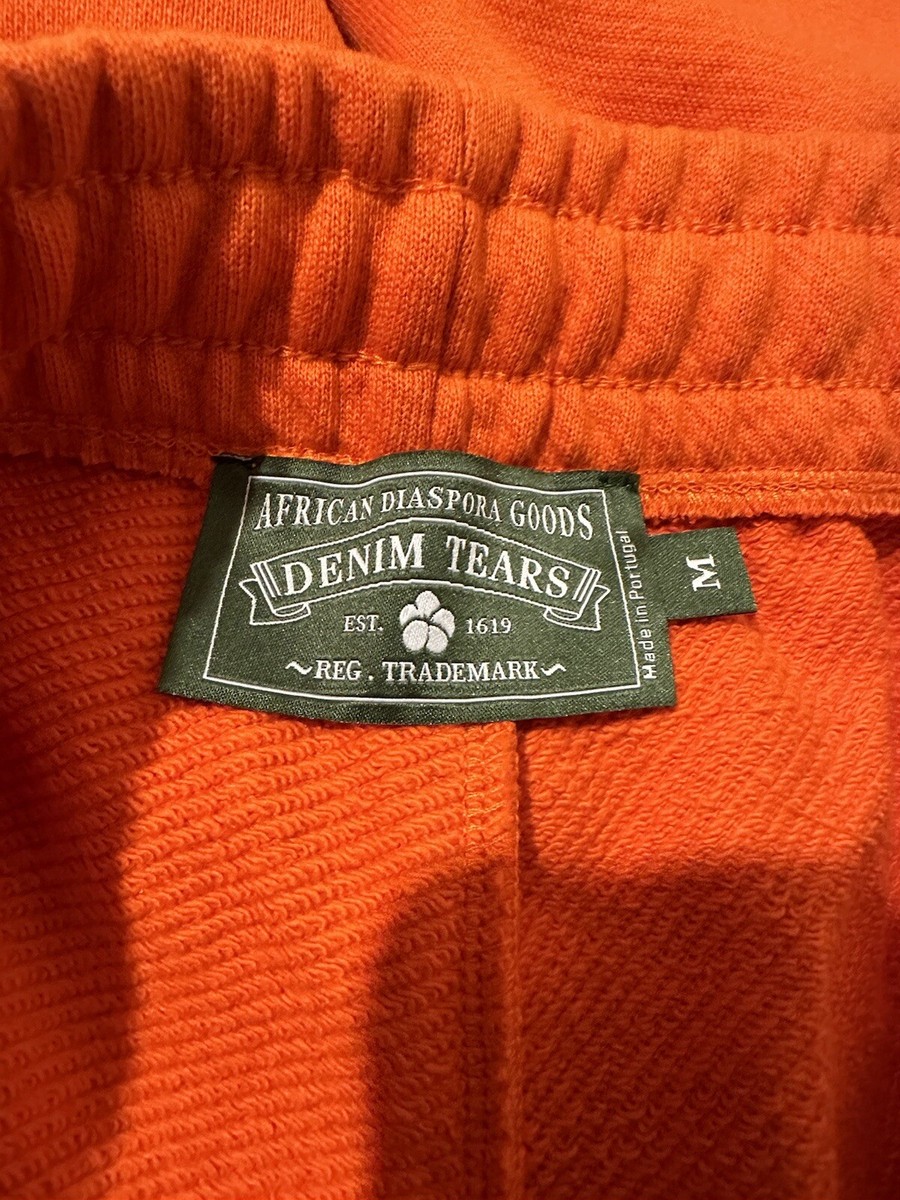 AFRICAN DIASPORA GOODS
DENIM TEARS
EST. 1619
~REG. TRADEMARK~
Made in Portugal
M